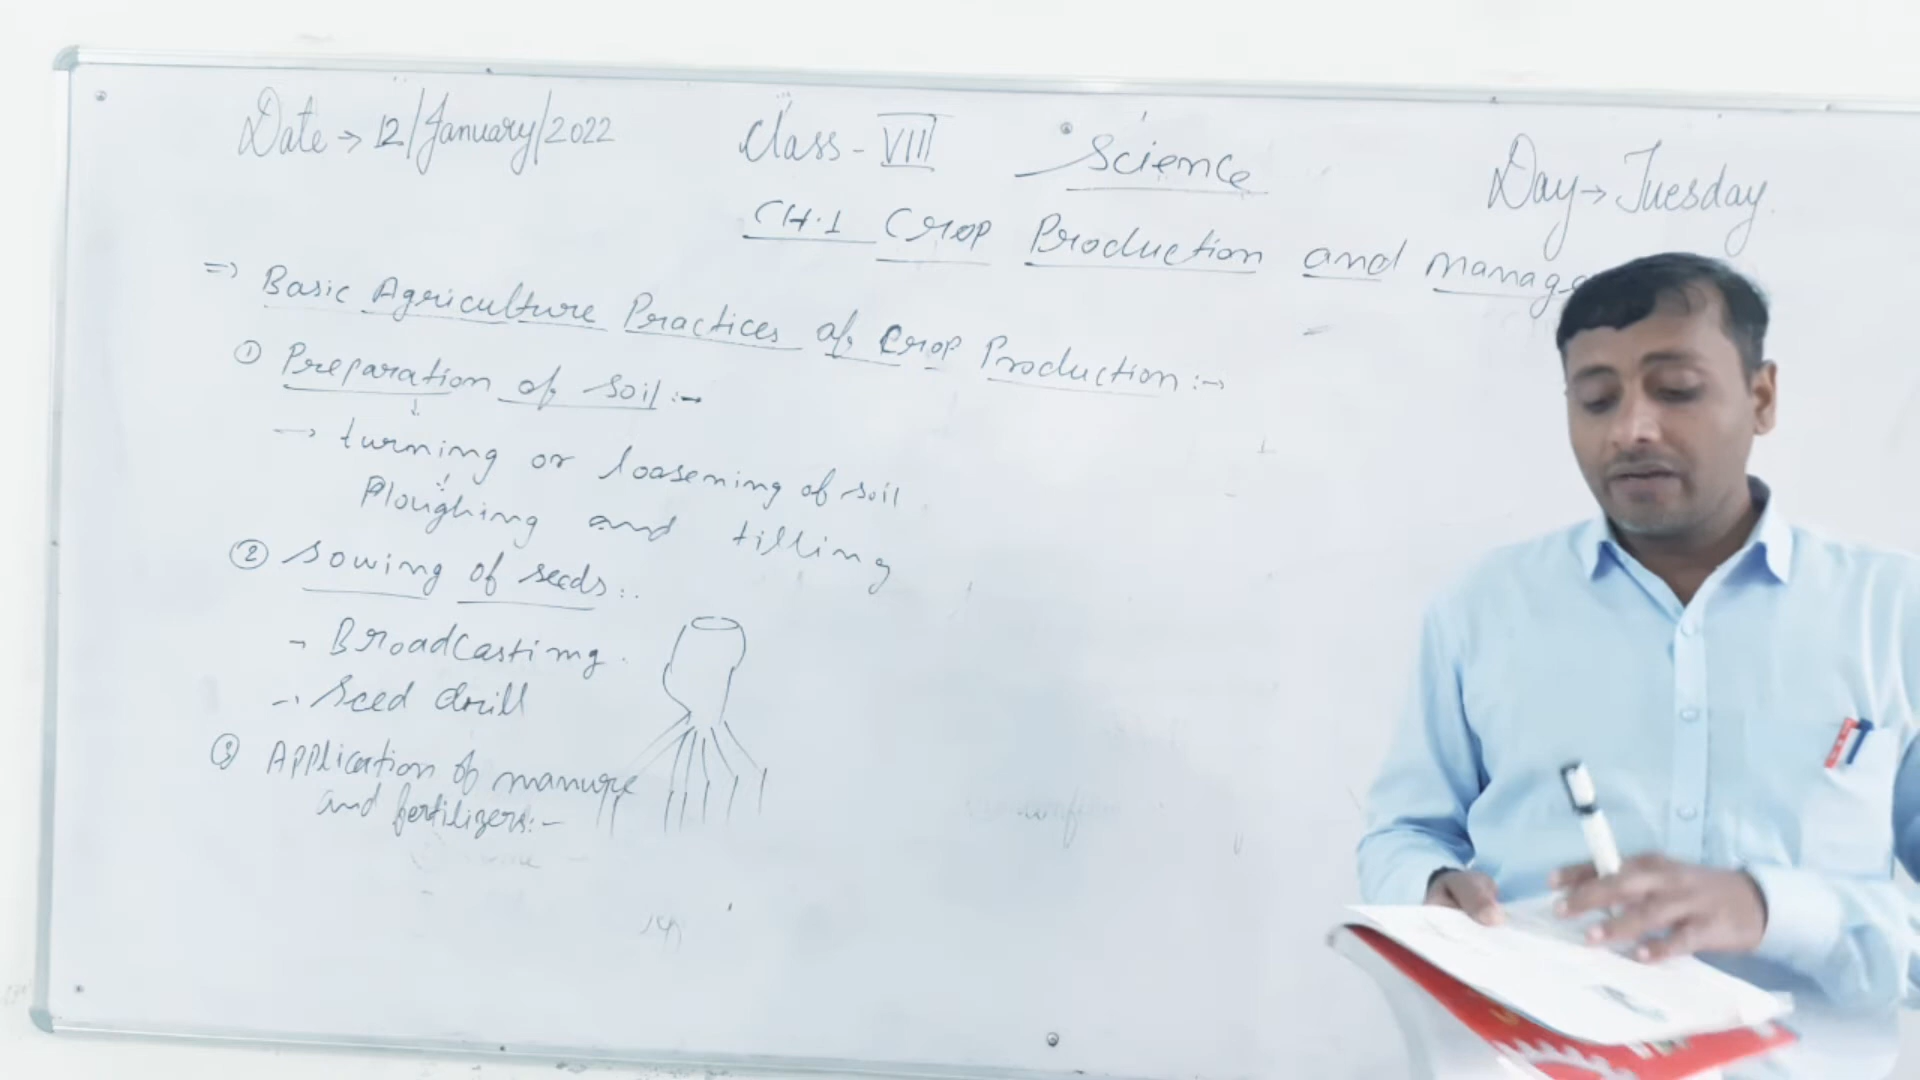 Date → 12/January/2022
Class - VIII
Science
Day → Tuesday
CH.1 Crop Production and manag
⇒ Basic Agriculture Practices of Crop Production :→
① Preparation of soil :→
→ turning or loosening of soil
Ploughing and tilling
② Sowing of seeds :.
- Broadcasting.
→ Seed drill
③ Application of manure
and fertilizers :-